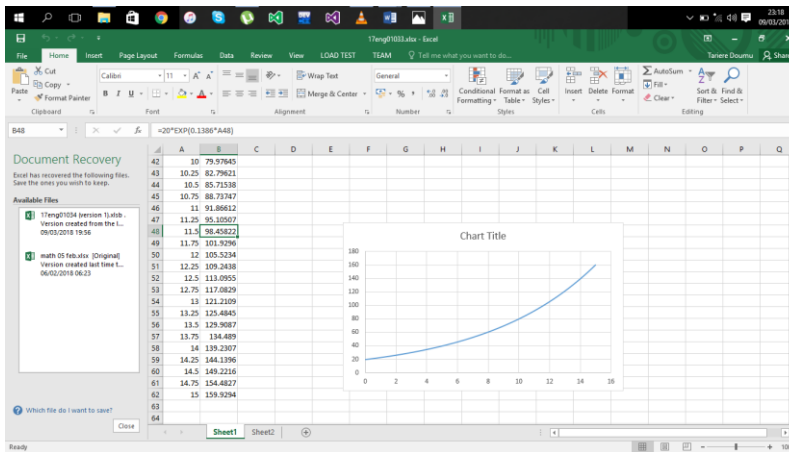 23:18
09/03/201
17eng01033.xlsx - Excel
File Home Insert Page Layout Formulas Data Review View LOAD TEST TEAM Tell me what you want to do... Tariere Doumu Share
Paste
Cut
Copy
Format Painter
Clipboard
Calibri 11
B I U
Font
Wrap Text
Merge & Center
Alignment
General
% ,
Number
Conditional Formatting
Format as Table
Cell Styles
Styles
Insert Delete Format
Cells
AutoSum
Fill
Clear
Sort & Filter
Find & Select
Editing
B48 fx =20*EXP(0.1386*A48)
Document Recovery
Excel has recovered the following files.
Save the ones you wish to keep.
Available Files
17eng01034 (version 1).xlsb .
Version created from the l...
09/03/2018 19:56
math 05 feb.xlsx [Original]
Version created last time t...
06/02/2018 06:23
Which file do I want to save?
Close
A B C D E F G H I J K L M N O P Q
42 10 79.97645
43 10.25 82.79621
44 10.5 85.71538
45 10.75 88.73747
46 11 91.86612
47 11.25 95.10507
48 11.5 98.45822
49 11.75 101.9296
50 12 105.5234
51 12.25 109.2438
52 12.5 113.0955
53 12.75 117.0829
54 13 121.2109
55 13.25 125.4845
56 13.5 129.9087
57 13.75 134.489
58 14 139.2307
59 14.25 144.1396
60 14.5 149.2216
61 14.75 154.4827
62 15 159.9294
63
64
Chart Title
180
160
140
120
100
80
60
40
20
0
0 2 4 6 8 10 12 14 16
Sheet1 Sheet2
Ready
10